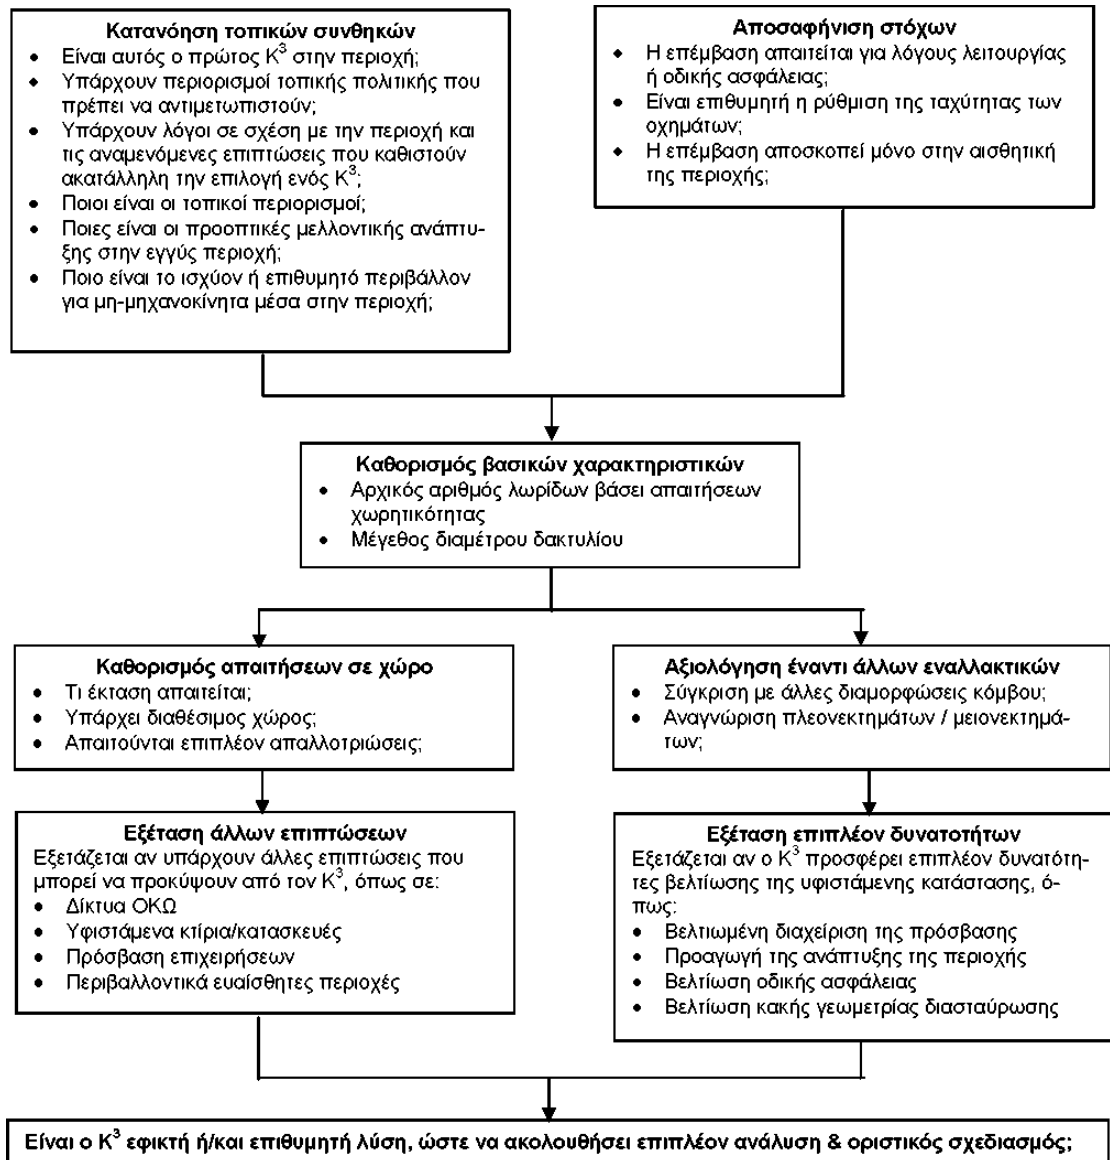 Κατανόηση τοπικών συνθηκών
• Είναι αυτός ο πρώτος Κ³ στην περιοχή;
• Υπάρχουν περιορισμοί τοπικής πολιτικής που
πρέπει να αντιμετωπιστούν;
• Υπάρχουν λόγοι σε σχέση με την περιοχή και
τις αναμενόμενες επιπτώσεις που καθιστούν
ακατάλληλη την επιλογή ενός Κ³;
• Ποιοι είναι οι τοπικοί περιορισμοί;
• Ποιες είναι οι προοπτικές μελλοντικής ανάπτυ-
ξης στην εγγύς περιοχή;
• Ποιο είναι το ισχύον ή επιθυμητό περιβάλλον
για μη-μηχανοκίνητα μέσα στην περιοχή;
Αποσαφήνιση στόχων
• Η επέμβαση απαιτείται για λόγους λειτουργίας
ή οδικής ασφάλειας;
• Είναι επιθυμητή η ρύθμιση της ταχύτητας των
οχημάτων;
• Η επέμβαση αποσκοπεί μόνο στην αισθητική
της περιοχής;
Καθορισμός βασικών χαρακτηριστικών
• Αρχικός αριθμός λωρίδων βάσει απαιτήσεων
χωρητικότητας
• Μέγεθος διαμέτρου δακτυλίου
Καθορισμός απαιτήσεων σε χώρο
• Τι έκταση απαιτείται;
• Υπάρχει διαθέσιμος χώρος;
• Απαιτούνται επιπλέον απαλλοτριώσεις;
Αξιολόγηση έναντι άλλων εναλλακτικών
• Σύγκριση με άλλες διαμορφώσεις κόμβου;
• Αναγνώριση πλεονεκτημάτων / μειονεκτημά-
των;
Εξέταση άλλων επιπτώσεων
Εξετάζεται αν υπάρχουν άλλες επιπτώσεις που
μπορεί να προκύψουν από τον Κ³, όπως σε:
• Δίκτυα ΟΚΩ
• Υφιστάμενα κτίρια/κατασκευές
• Πρόσβαση επιχειρήσεων
• Περιβαλλοντικά ευαίσθητες περιοχές
Εξέταση επιπλέον δυνατοτήτων
Εξετάζεται αν ο Κ³ προσφέρει επιπλέον δυνατότη-
τες βελτίωσης της υφιστάμενης κατάστασης, ό-
πως:
• Βελτιωμένη διαχείριση της πρόσβασης
• Προαγωγή της ανάπτυξης της περιοχής
• Βελτίωση οδικής ασφάλειας
• Βελτίωση κακής γεωμετρίας διασταύρωσης
Είναι ο Κ³ εφικτή ή/και επιθυμητή λύση, ώστε να ακολουθήσει επιπλέον ανάλυση & οριστικός σχεδιασμός;